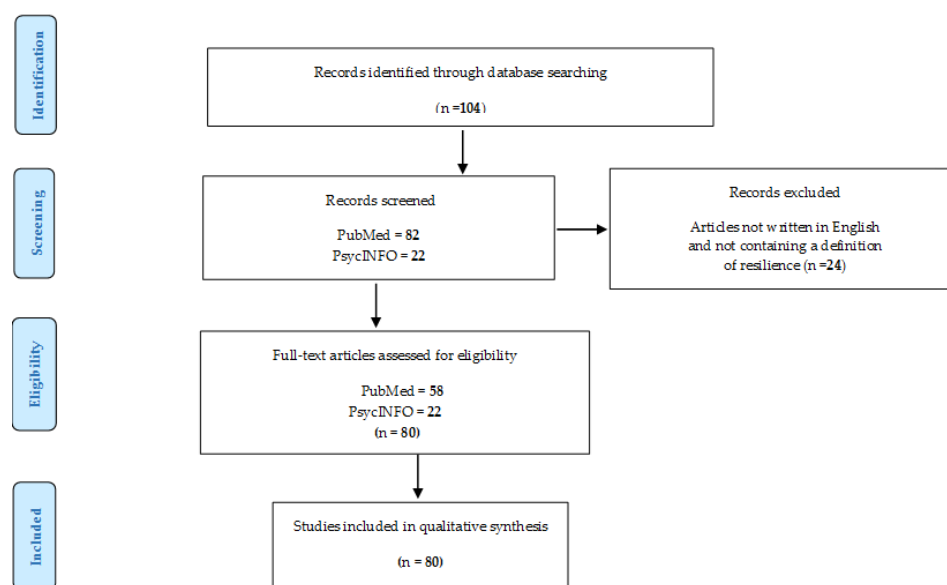 Identification
Records identified through database searching
(n =104)
Screening
Records screened
PubMed = 82
PsycINFO = 22
Records excluded
Articles not written in English
and not containing a definition
of resilience (n =24)
Eligibility
Full-text articles assessed for eligibility
PubMed = 58
PsycINFO = 22
(n = 80)
Included
Studies included in qualitative synthesis
(n = 80)